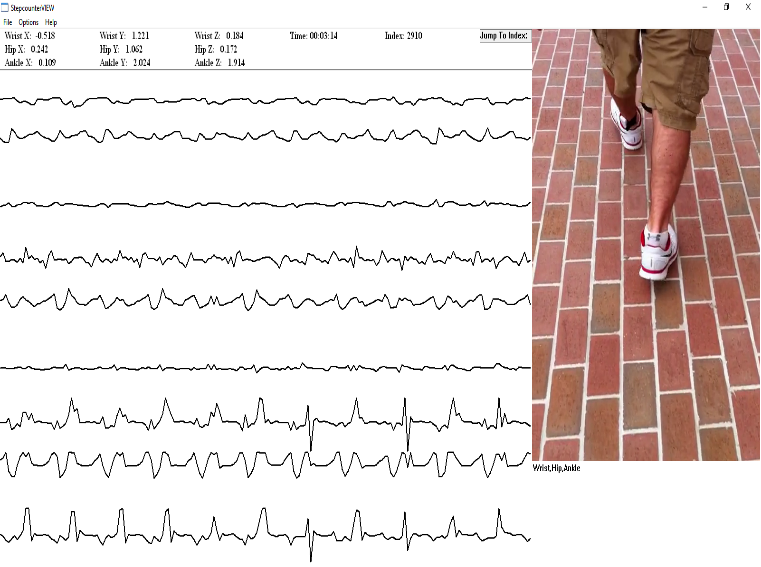 StepcounterVIEW
File Options Help
Wrist X: -0.518 Wrist Y: 1.221 Wrist Z: 0.184 Time: 00:03:14 Index: 2910 Jump To Index:
Hip X: 0.242 Hip Y: 1.062 Hip Z: 0.172
Ankle X: 0.109 Ankle Y: 2.024 Ankle Z: 1.914
Wrist,Hip,Ankle